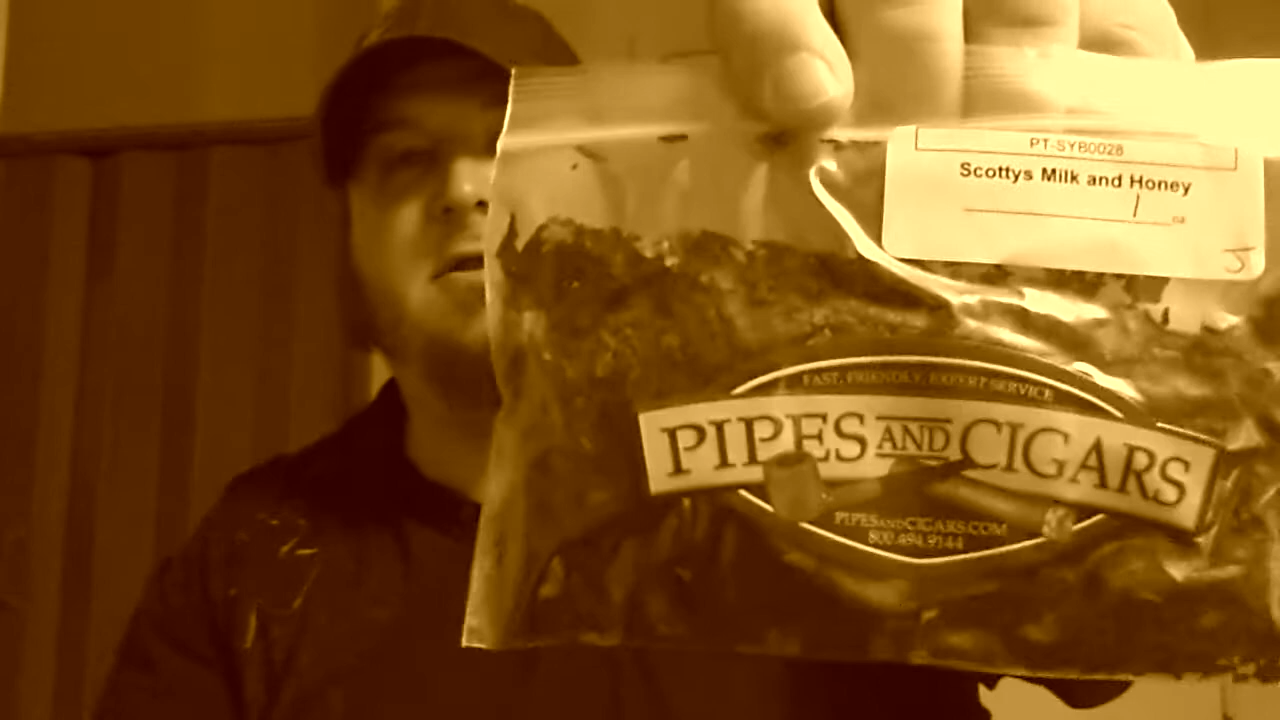 PT-SYB0028
Scottys Milk and Honey
1 oz
J
FAST, FRIENDLY, EXPERT SERVICE
PIPES AND CIGARS
PIPESANDCIGARS.COM
800.494.9144